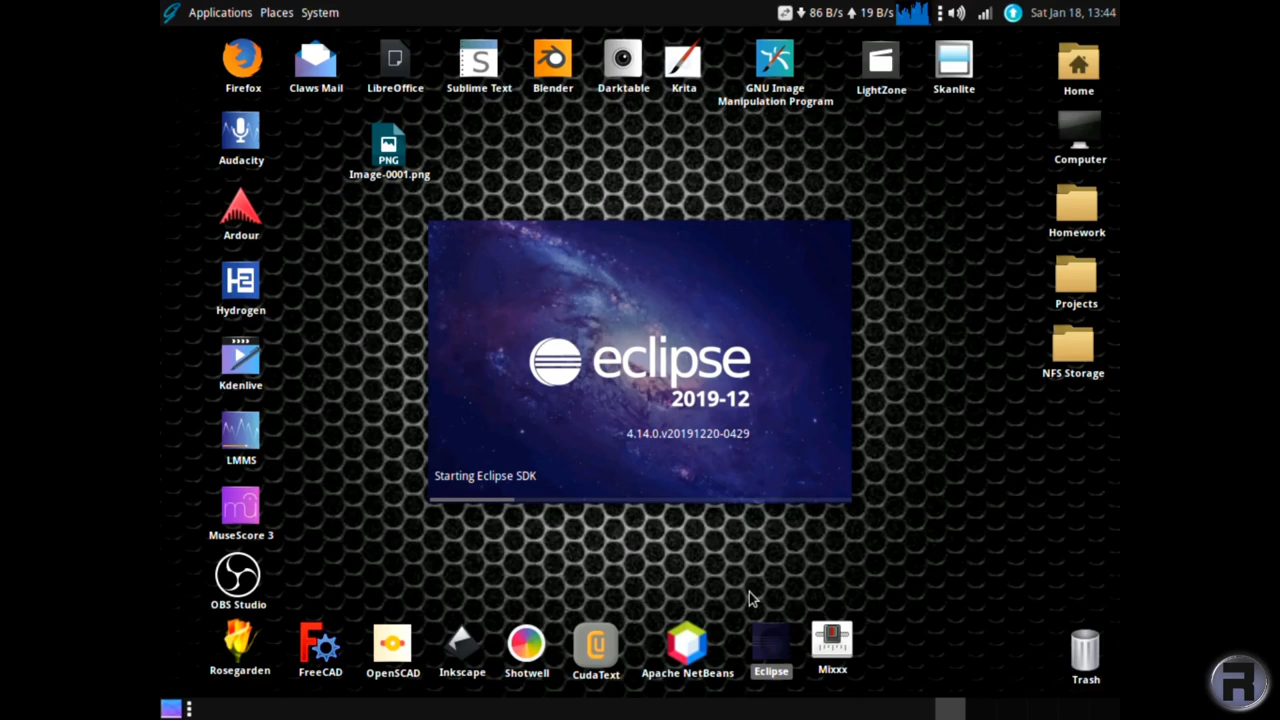 Applications Places System
86 B/s 19 B/s
Sat Jan 18, 13:44
Firefox
Claws Mail
LibreOffice
S
Sublime Text
Blender
Darktable
Krita
GNU Image
Manipulation Program
LightZone
Skanlite
Home
Audacity
PNG
Image-0001.png
Computer
Ardour
Homework
H2
Hydrogen
Projects
Kdenlive
NFS Storage
eclipse
2019-12
4.14.0.v20191220-0429
Starting Eclipse SDK
LMMS
mu
MuseScore 3
OBS Studio
Rosegarden
F
FreeCAD
OpenSCAD
Inkscape
Shotwell
CudaText
Apache NetBeans
Eclipse
Mixxx
Trash
R